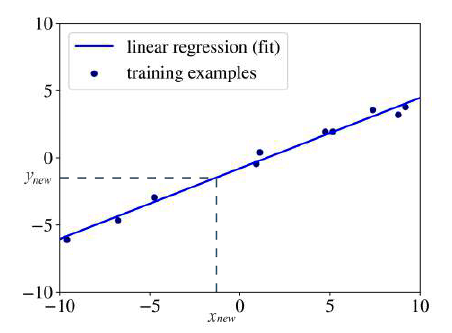 10
linear regression (fit)
training examples
5
0
y_new
−5
−10
−10 −5 0 5 10
x_new